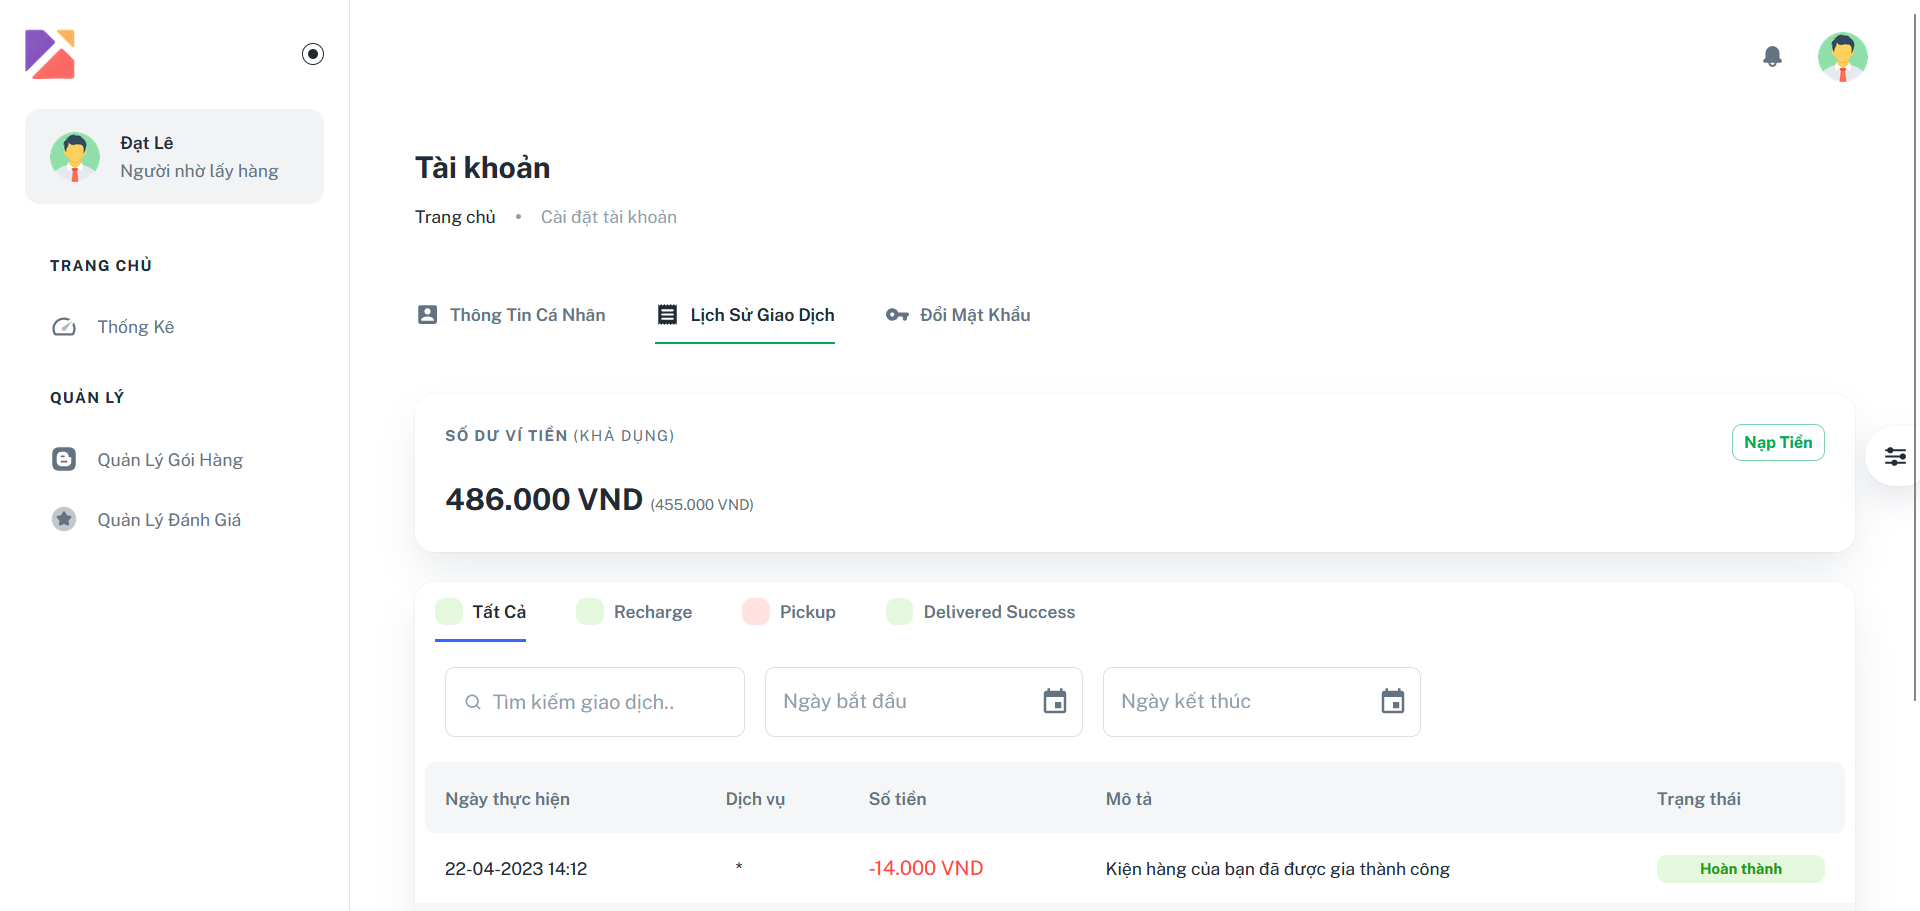 Đạt Lê
Người nhờ lấy hàng
TRANG CHỦ
Thống Kê
QUẢN LÝ
Quản Lý Gói Hàng
Quản Lý Đánh Giá
Tài khoản
Trang chủ • Cài đặt tài khoản
Thông Tin Cá Nhân Lịch Sử Giao Dịch Đổi Mật Khẩu
SỐ DƯ VÍ TIỀN (KHẢ DỤNG)
Nạp Tiền
486.000 VND (455.000 VND)
Tất Cả Recharge Pickup Delivered Success
Tìm kiếm giao dịch.. Ngày bắt đầu Ngày kết thúc
Ngày thực hiện Dịch vụ Số tiền Mô tả Trạng thái
22-04-2023 14:12 * -14.000 VND Kiện hàng của bạn đã được gia thành công Hoàn thành